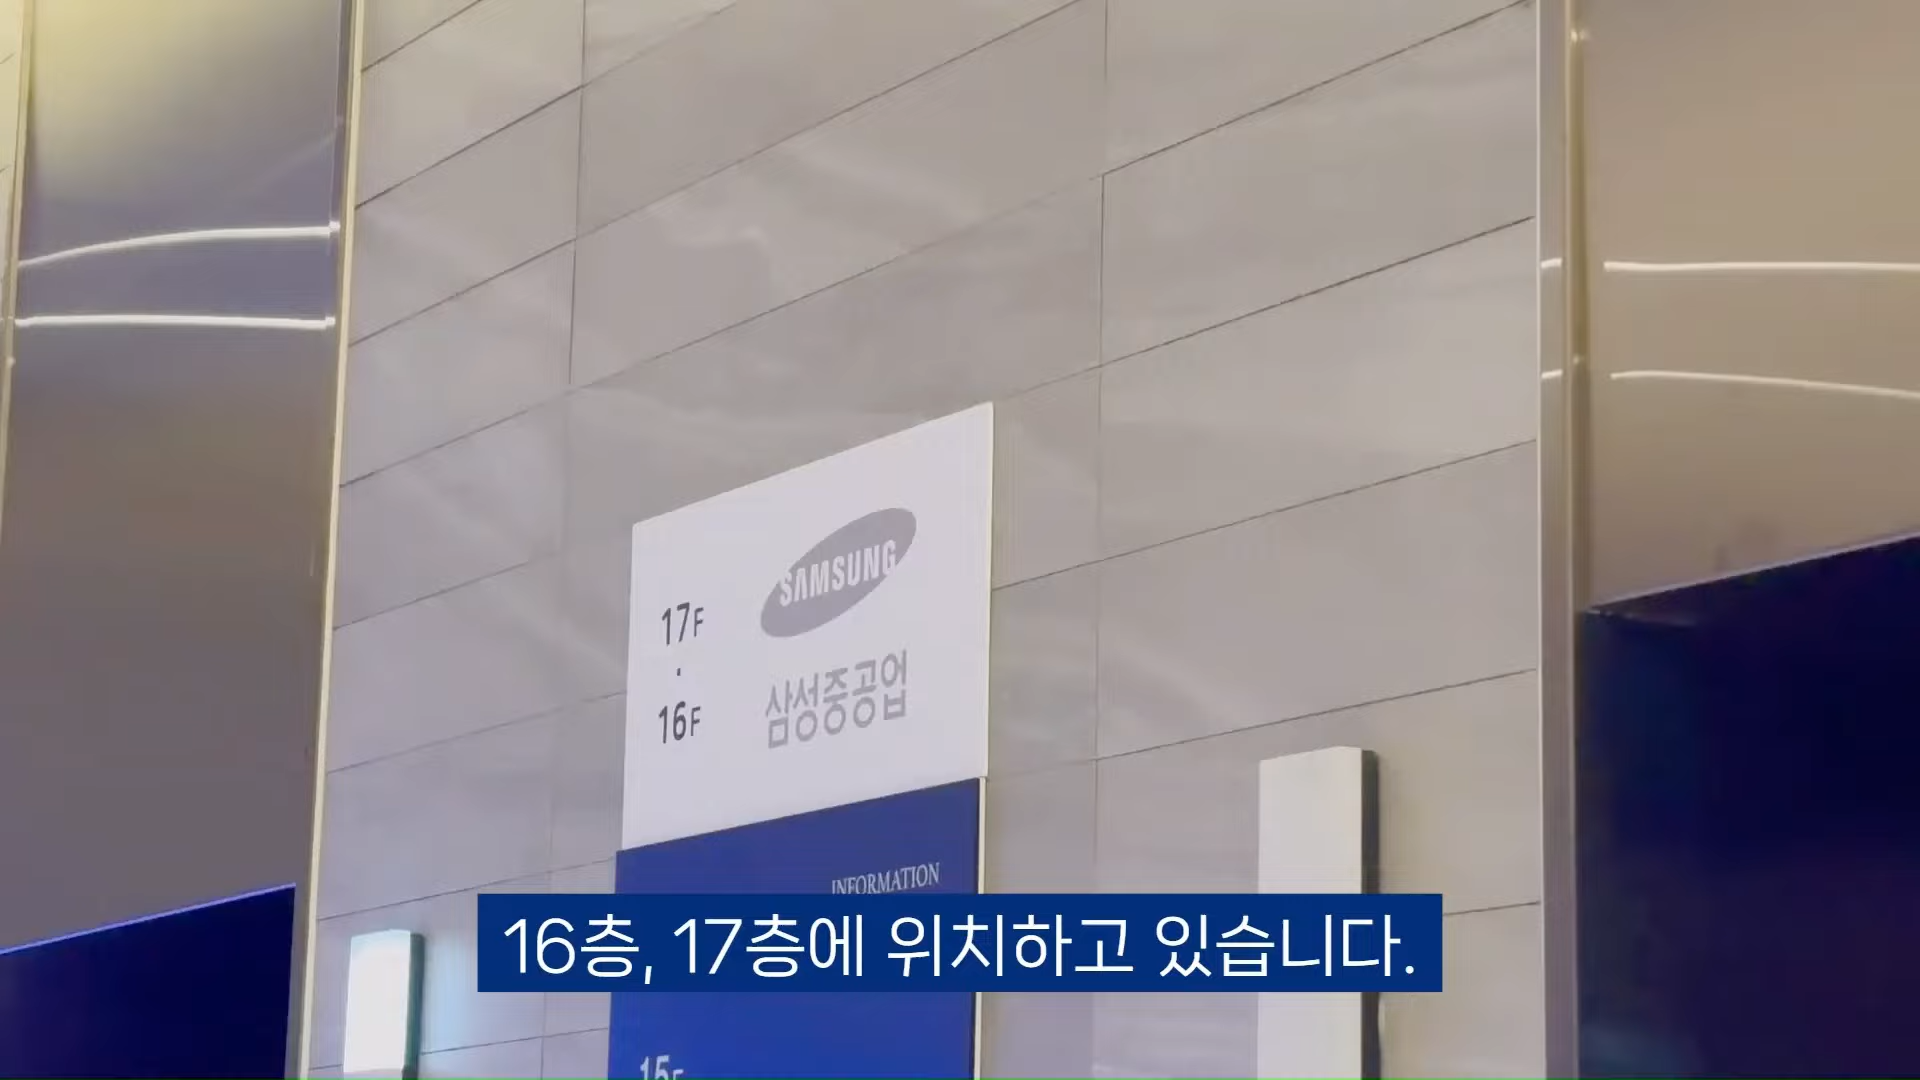 SAMSUNG
17F
·
16F
삼성중공업
INFORMATION
16층, 17층에 위치하고 있습니다.
15F